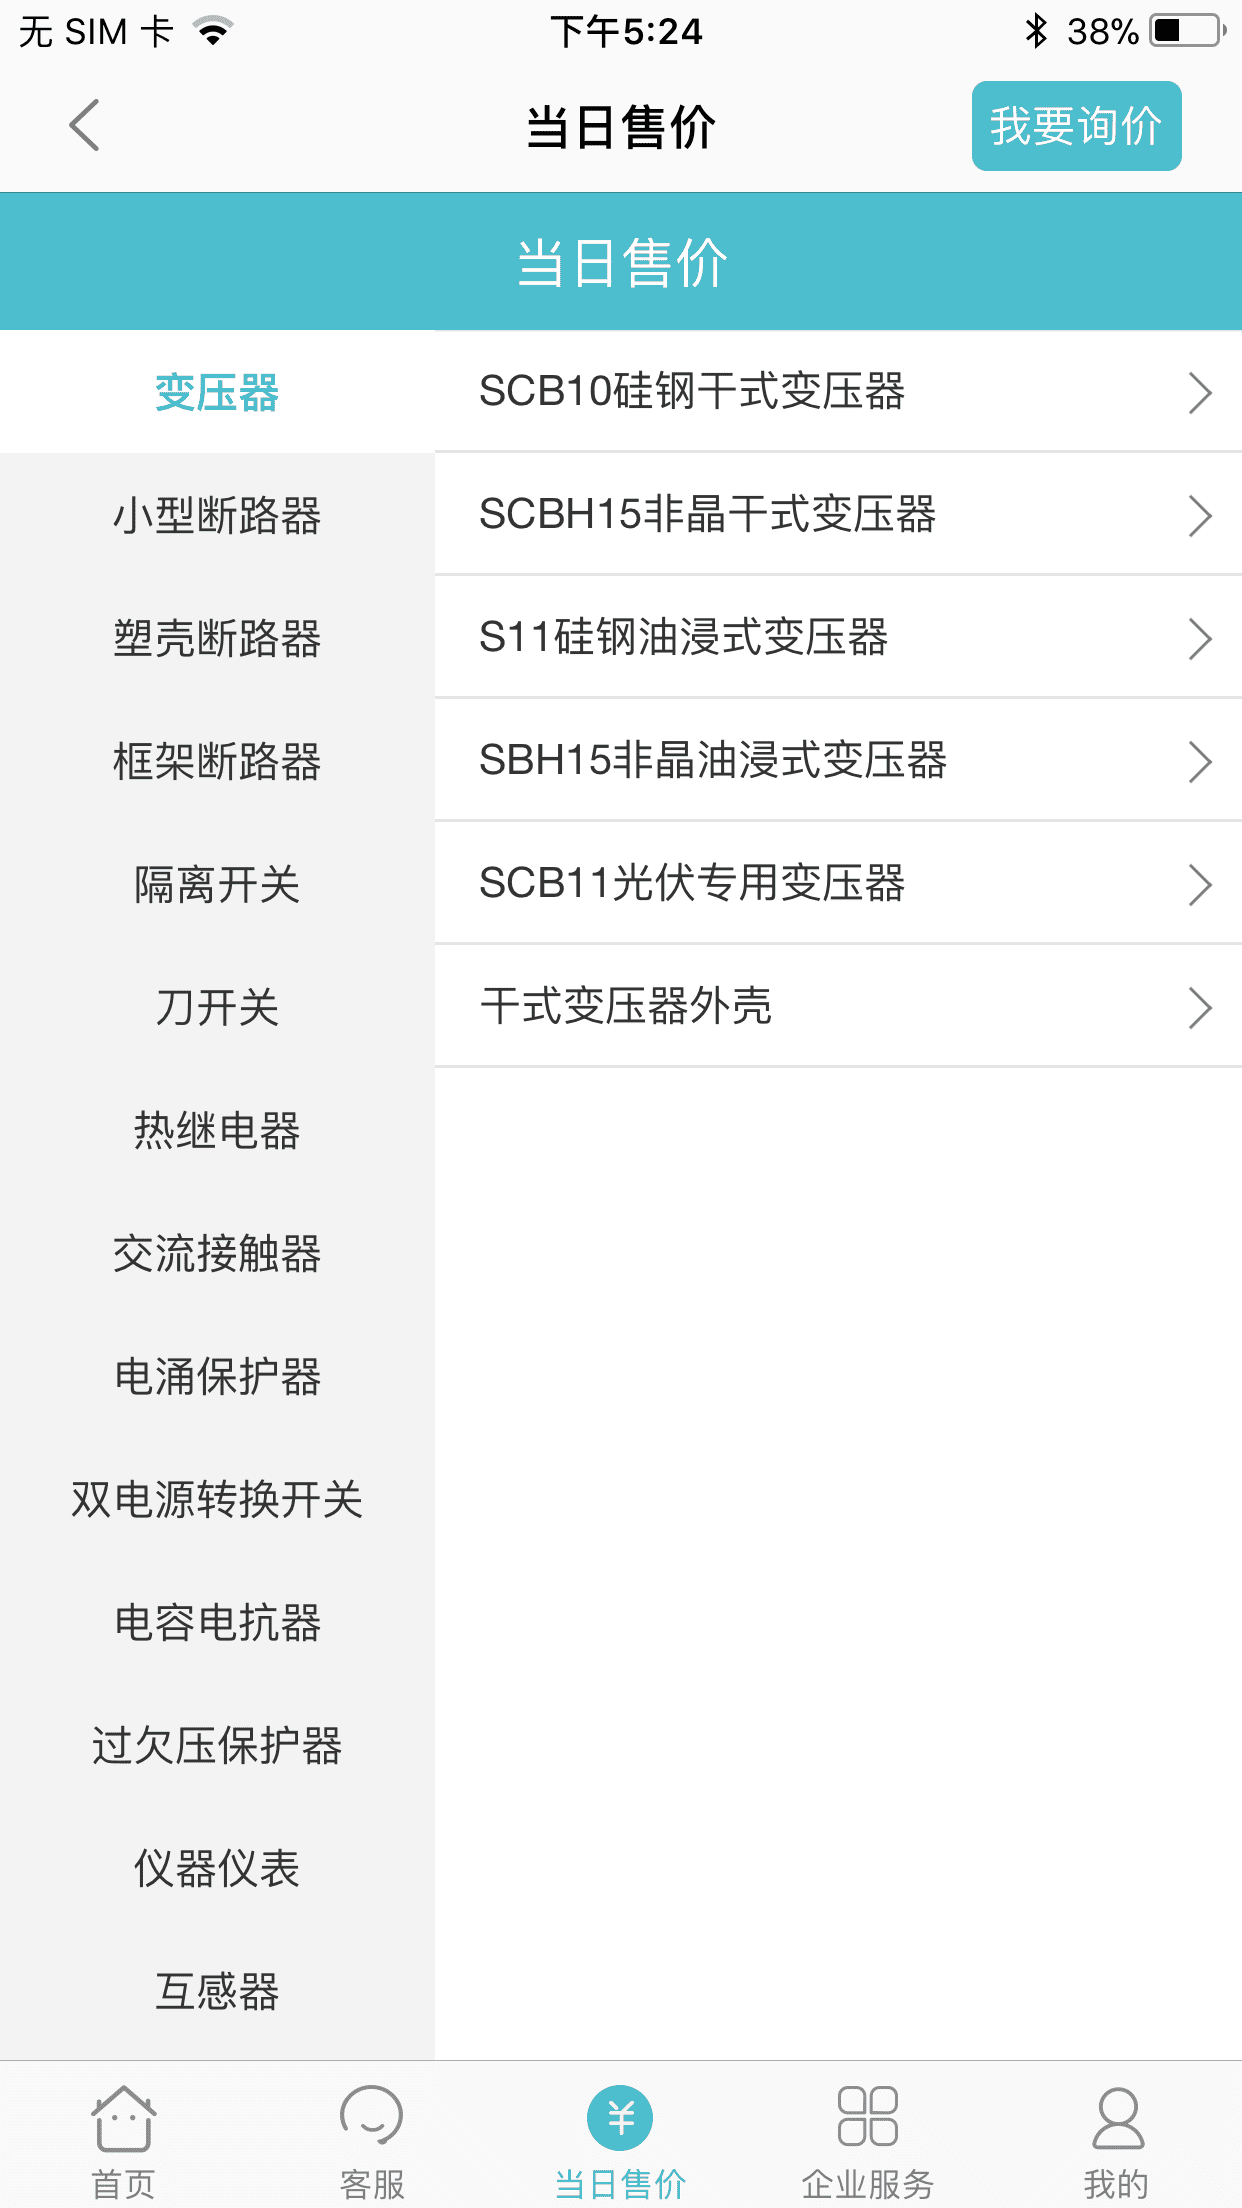 无 SIM 卡 下午5:24 38%
当日售价 我要询价
当日售价
变压器
小型断路器
塑壳断路器
框架断路器
隔离开关
刀开关
热继电器
交流接触器
电涌保护器
双电源转换开关
电容电抗器
过欠压保护器
仪器仪表
互感器
SCB10硅钢干式变压器
SCBH15非晶干式变压器
S11硅钢油浸式变压器
SBH15非晶油浸式变压器
SCB11光伏专用变压器
干式变压器外壳
首页 客服 当日售价 企业服务 我的